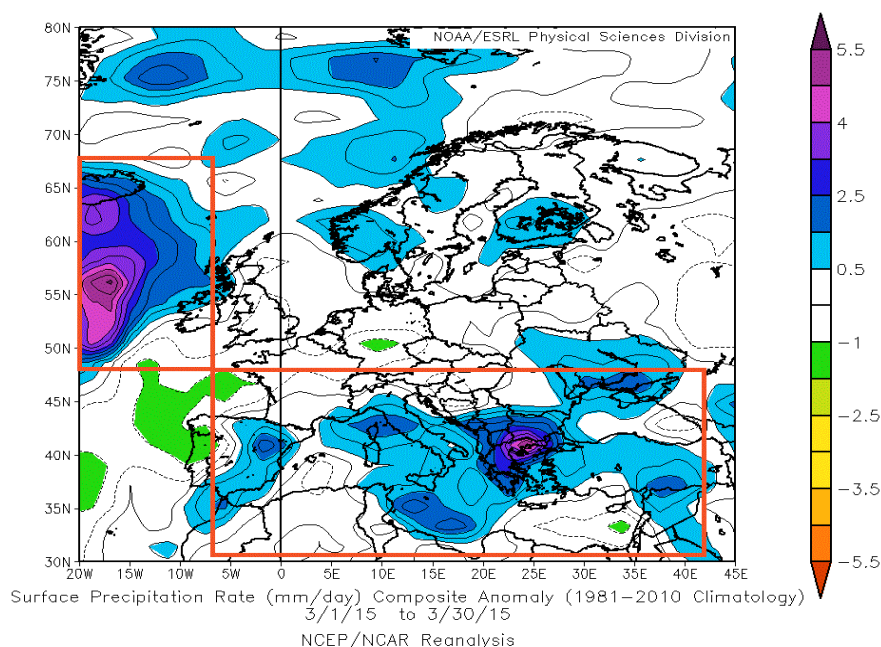 NOAA/ESRL Physical Sciences Division
80N
75N
70N
65N
60N
55N
50N
45N
40N
35N
30N
20W 15W 10W 5W 0 5E 10E 15E 20E 25E 30E 35E 40E 45E
5.5
4
2.5
0.5
−1
−2.5
−3.5
−5.5
Surface Precipitation Rate (mm/day) Composite Anomaly (1981−2010 Climatology)
3/1/15 to 3/30/15
NCEP/NCAR Reanalysis